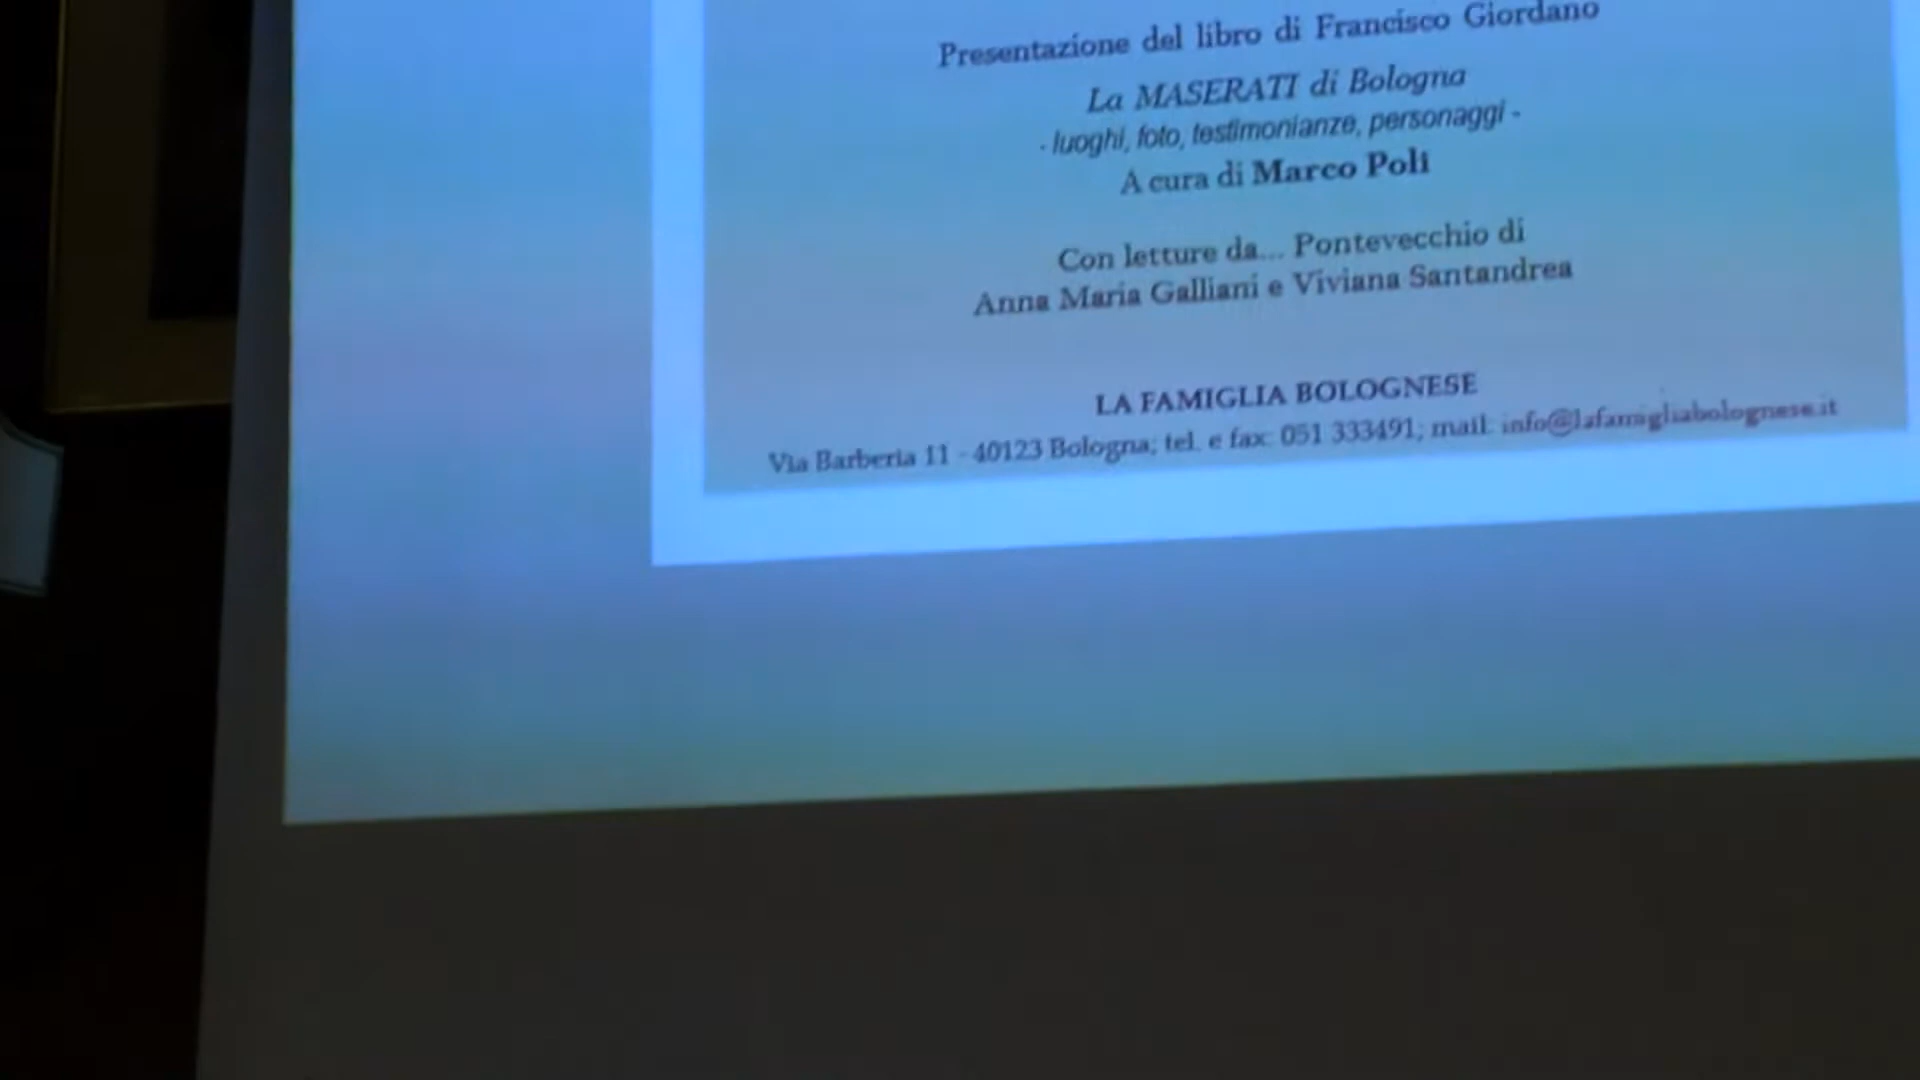 Presentazione del libro di Francisco Giordano
La MASERATI di Bologna
- luoghi, foto, testimonianze, personaggi -
A cura di Marco Poli
Con letture da... Pontevecchio di
Anna Maria Galliani e Viviana Santandrea
LA FAMIGLIA BOLOGNESE
Via Barberia 11 - 40123 Bologna; tel. e fax: 051 333491; mail: info@lafamigliabolognese.it